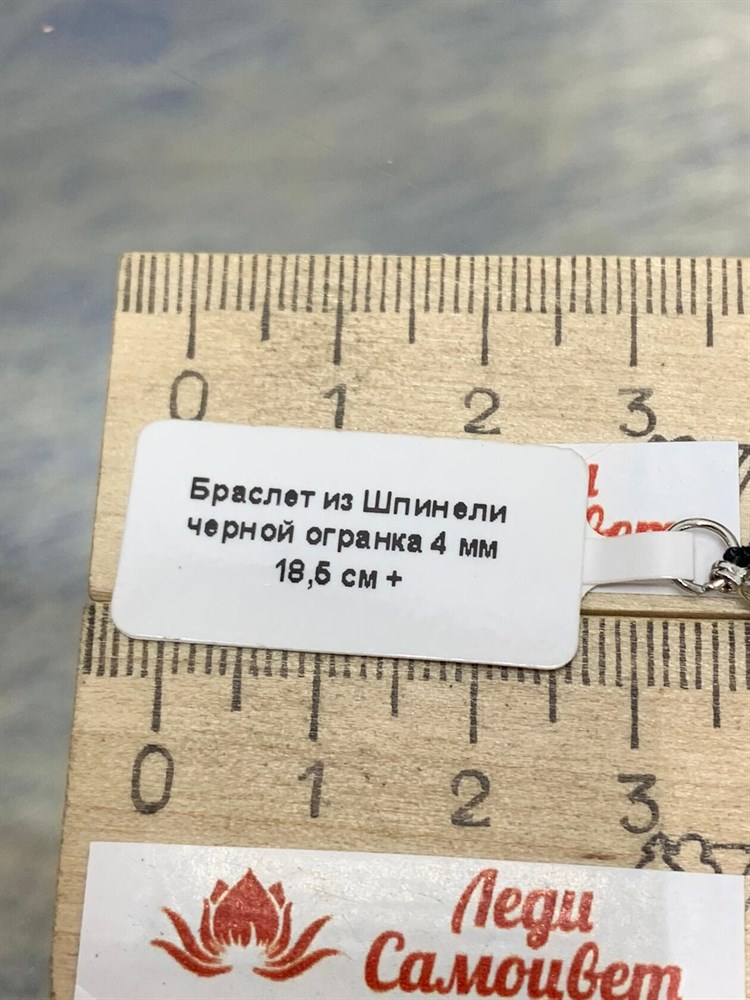 0 1 2 3
Браслет из Шпинели
черной огранка 4 мм
18,5 см +
0 1 2 3
Леди
Самоцвет